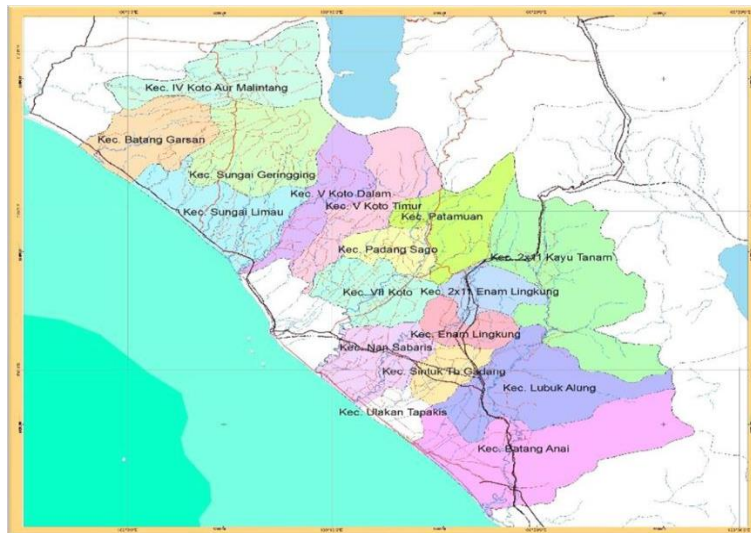 Kec. IV Koto Aur Malintang
Kec. Batang Garsan
Kec. Sungai Geringging
Kec. V Koto Dalam
Kec. V Koto Timur
Kec. Sungai Limau
Kec. Patamuan
Kec. Padang Sago
Kec. 2x11 Kayu Tanam
Kec. VII Koto
Kec. 2x11 Enam Lingkung
Kec. Enam Lingkung
Kec. Nan Sabaris
Kec. Sintuk Tb Gadang
Kec. Lubuk Alung
Kec. Ulakan Tapakis
Kec. Batang Anai